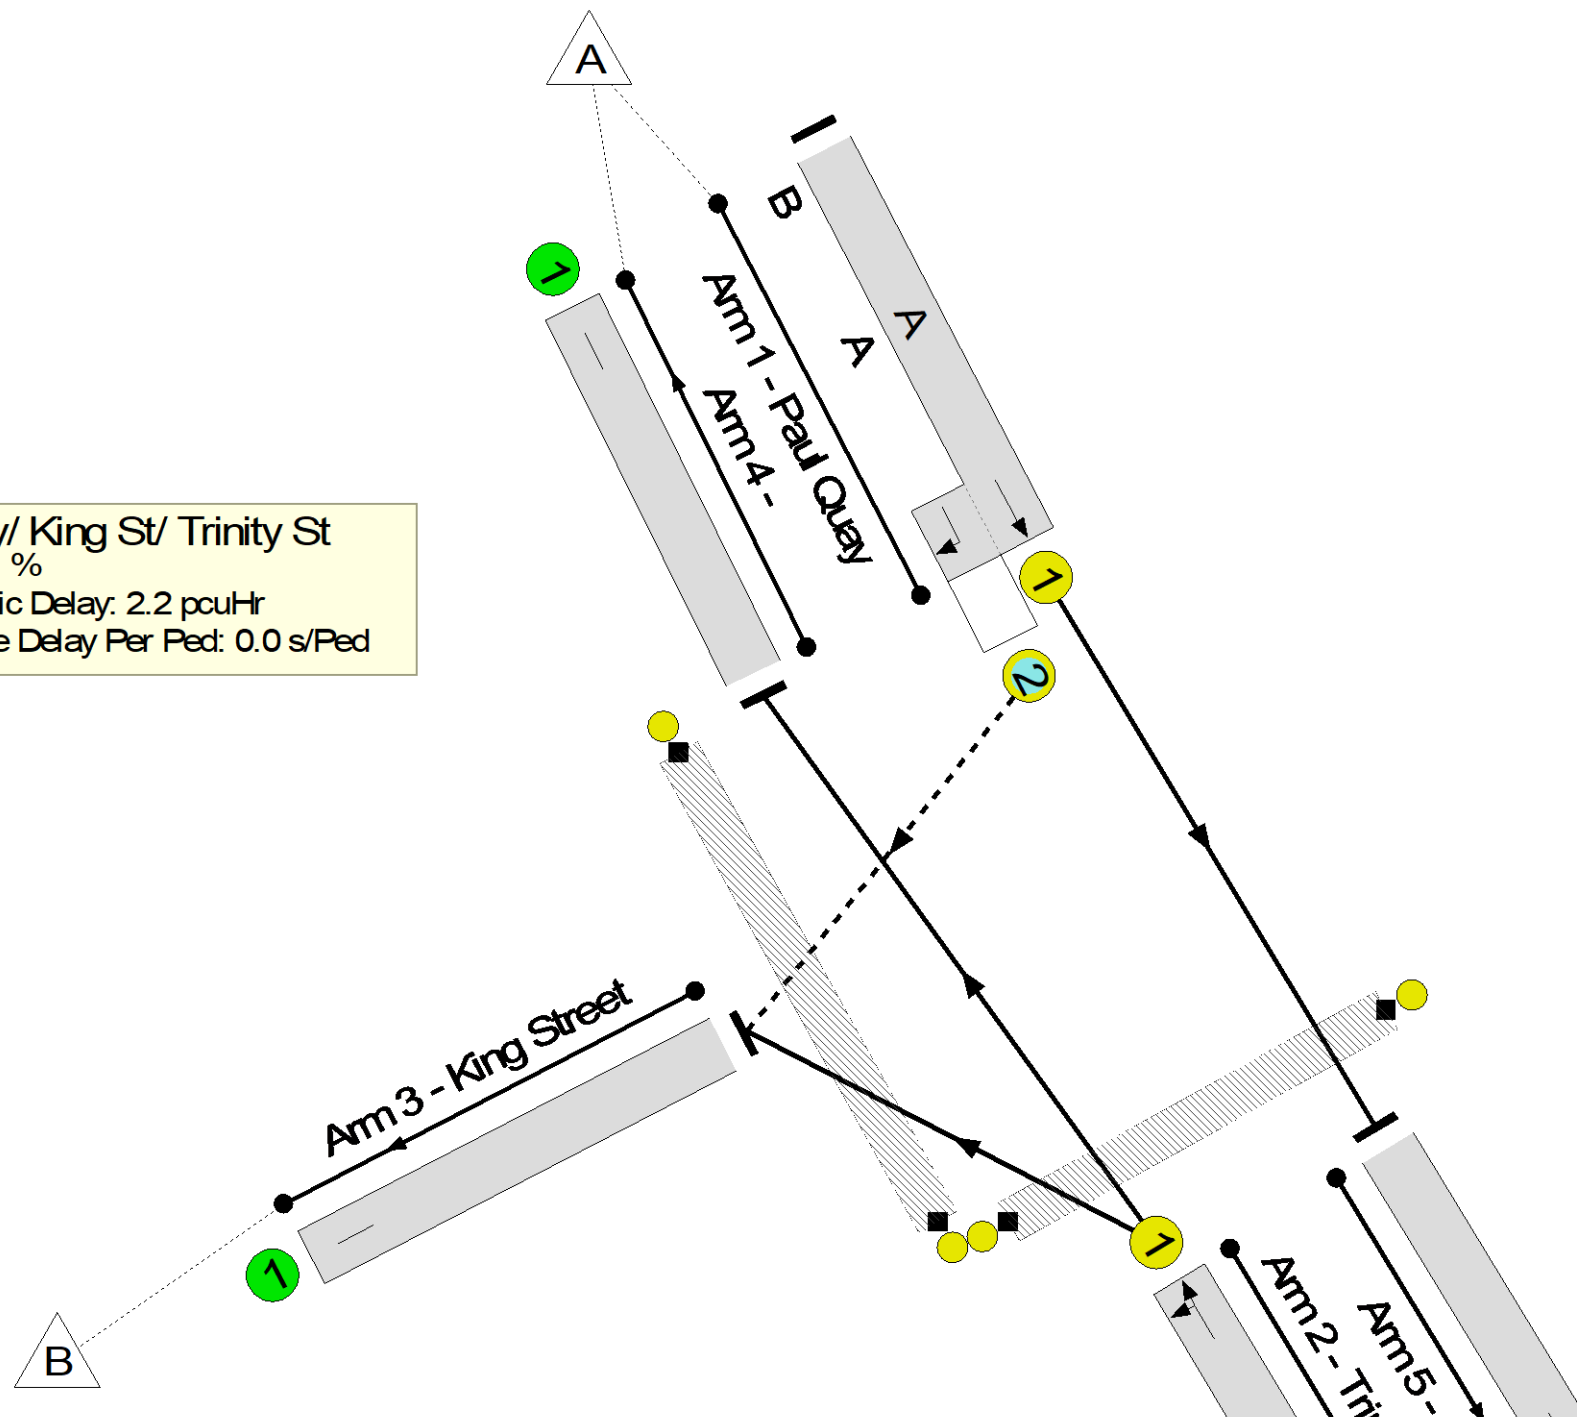 A
B
A
A
1
Arm 1 - Paul Quay
Arm 4 -
1
2
/ King St/ Trinity St
%
ic Delay: 2.2 pcuHr
e Delay Per Ped: 0.0 s/Ped
Arm 3 - King Street
1
1
Arm 2 - Tri
Arm 5 -
B